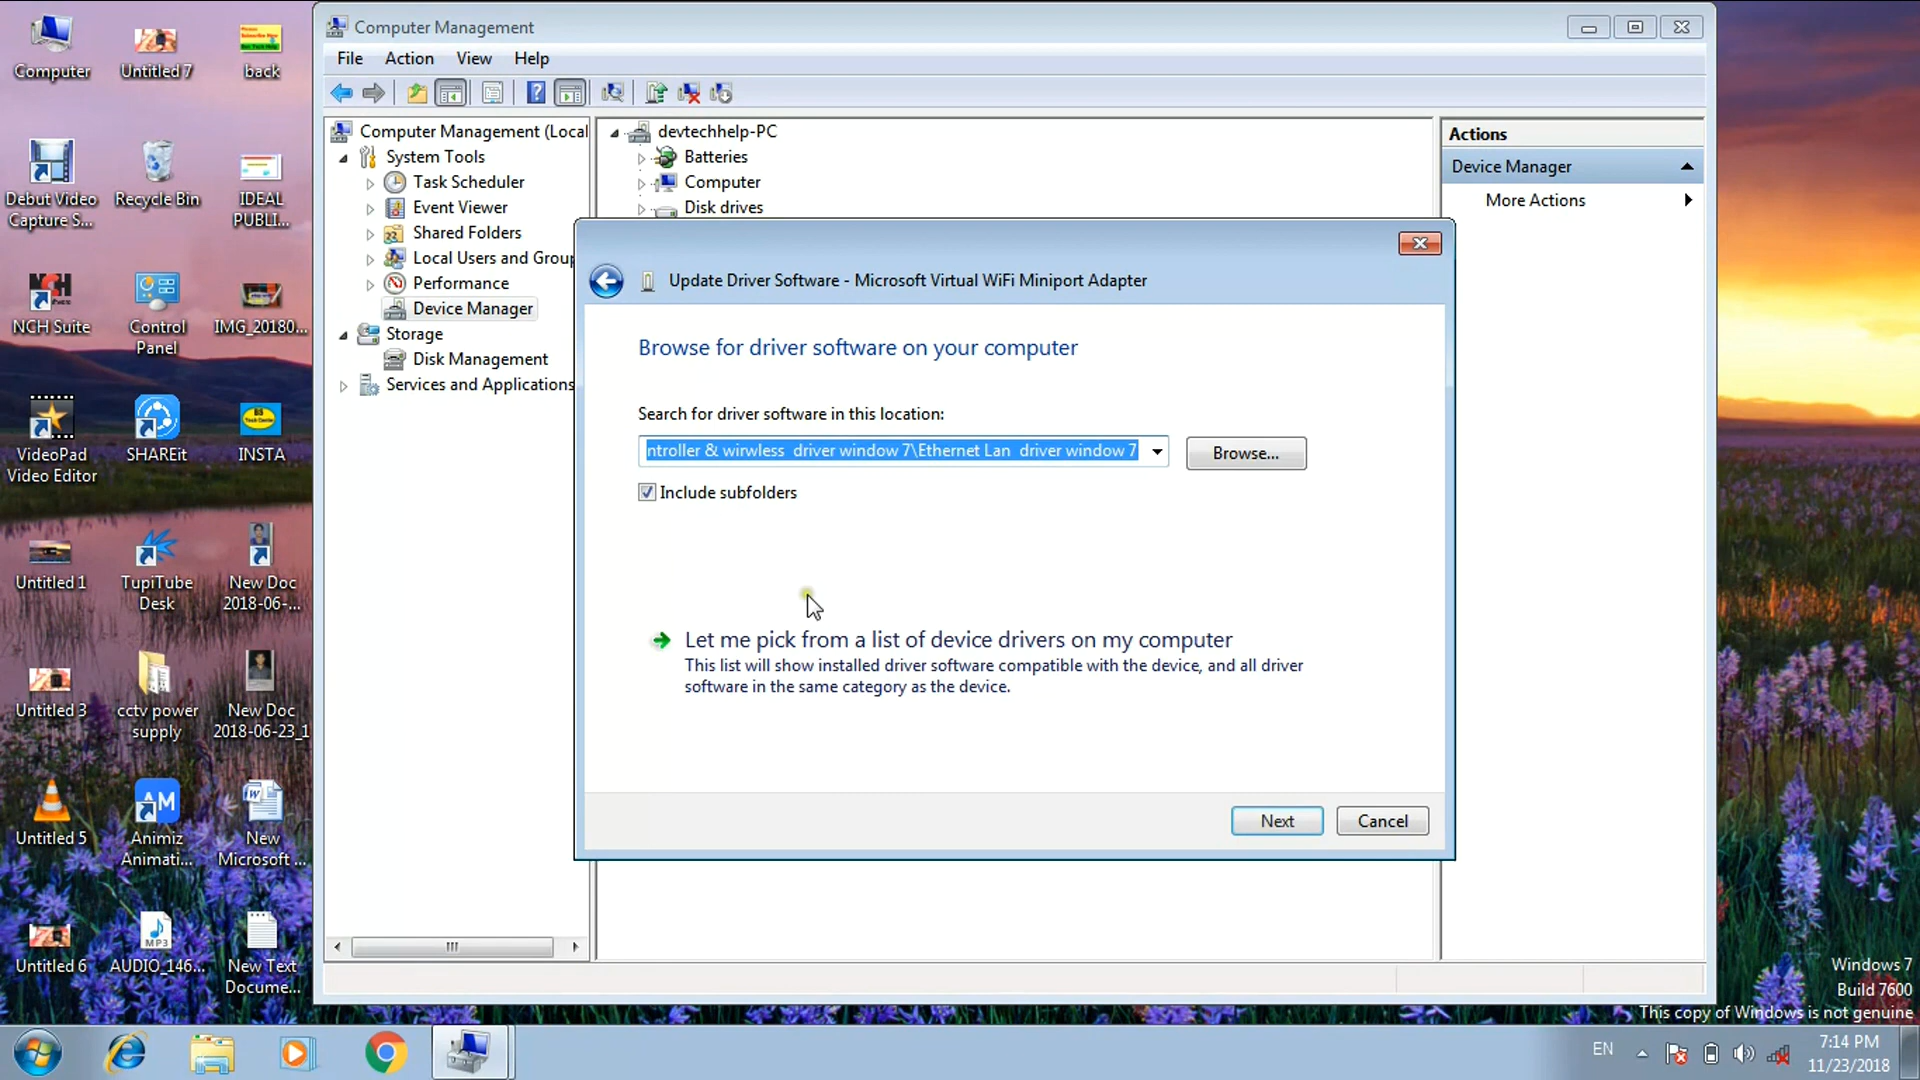 Computer
Untitled 7
back
Debut Video
Capture S...
Recycle Bin
IDEAL
PUBLI...
NCH Suite
Control
Panel
IMG_20180...
VideoPad
Video Editor
SHAREit
INSTA
Untitled 1
TupiTube
Desk
New Doc
2018-06-...
Untitled 3
cctv power
supply
New Doc
2018-06-23_1
Untitled 5
Animiz
Animati...
New
Microsoft ...
Untitled 6
AUDIO_146...
New Text
Docume...
Computer Management
File Action View Help
Computer Management (Local
System Tools
Task Scheduler
Event Viewer
Shared Folders
Local Users and Group
Performance
Device Manager
Storage
Disk Management
Services and Applications
devtechhelp-PC
Batteries
Computer
Disk drives
Actions
Device Manager
More Actions
Update Driver Software - Microsoft Virtual WiFi Miniport Adapter
Browse for driver software on your computer
Search for driver software in this location:
ntroller & wirwless driver window 7\Ethernet Lan driver window 7
Browse...
Include subfolders
Let me pick from a list of device drivers on my computer
This list will show installed driver software compatible with the device, and all driver
software in the same category as the device.
Next
Cancel
Windows 7
Build 7600
This copy of Windows is not genuine
EN
7:14 PM
11/23/2018